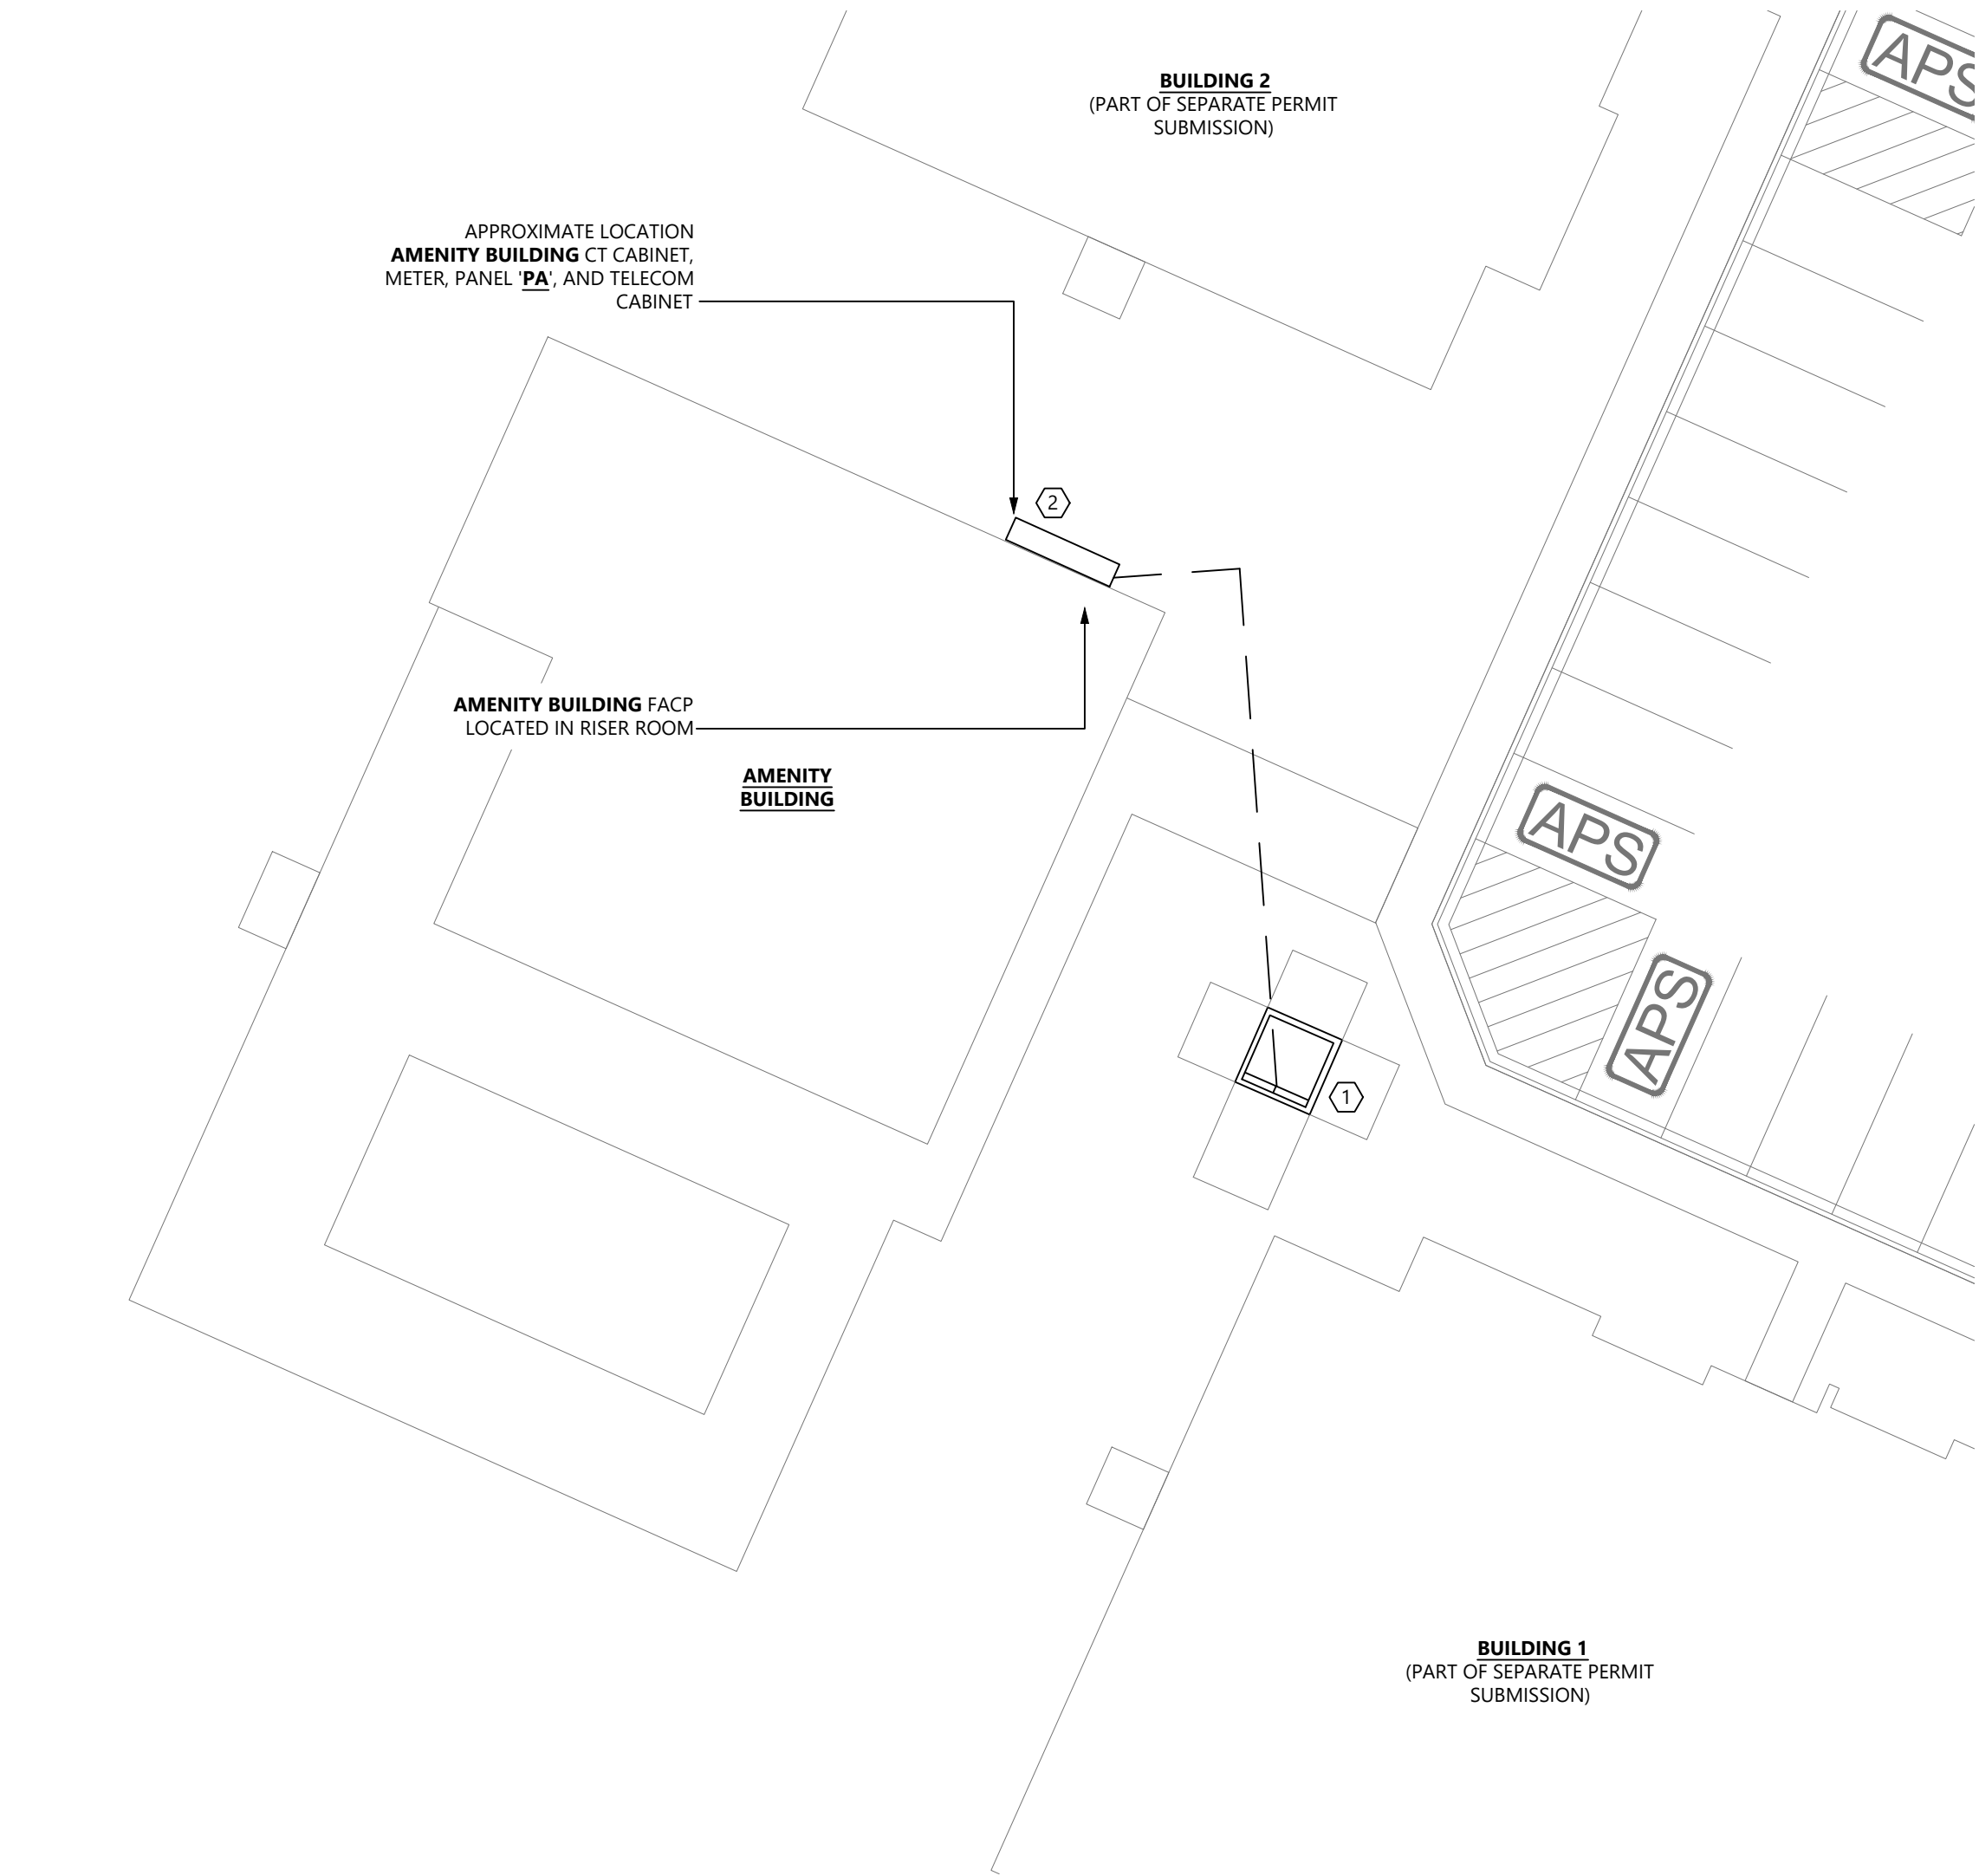 APS
BUILDING 2
(PART OF SEPARATE PERMIT
SUBMISSION)
APPROXIMATE LOCATION
AMENITY BUILDING CT CABINET,
METER, PANEL 'PA', AND TELECOM
CABINET
2
AMENITY BUILDING FACP
LOCATED IN RISER ROOM
AMENITY
BUILDING
APS
APS
1
BUILDING 1
(PART OF SEPARATE PERMIT
SUBMISSION)